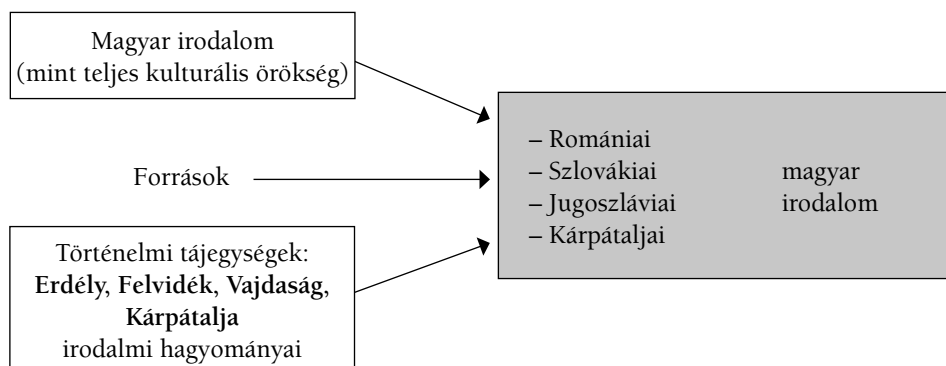 Magyar irodalom
(mint teljes kulturális örökség)
Források
Történelmi tájegységek:
Erdély, Felvidék, Vajdaság,
Kárpátalja
irodalmi hagyományai
– Romániai
– Szlovákiai magyar
– Jugoszláviai irodalom
– Kárpátaljai